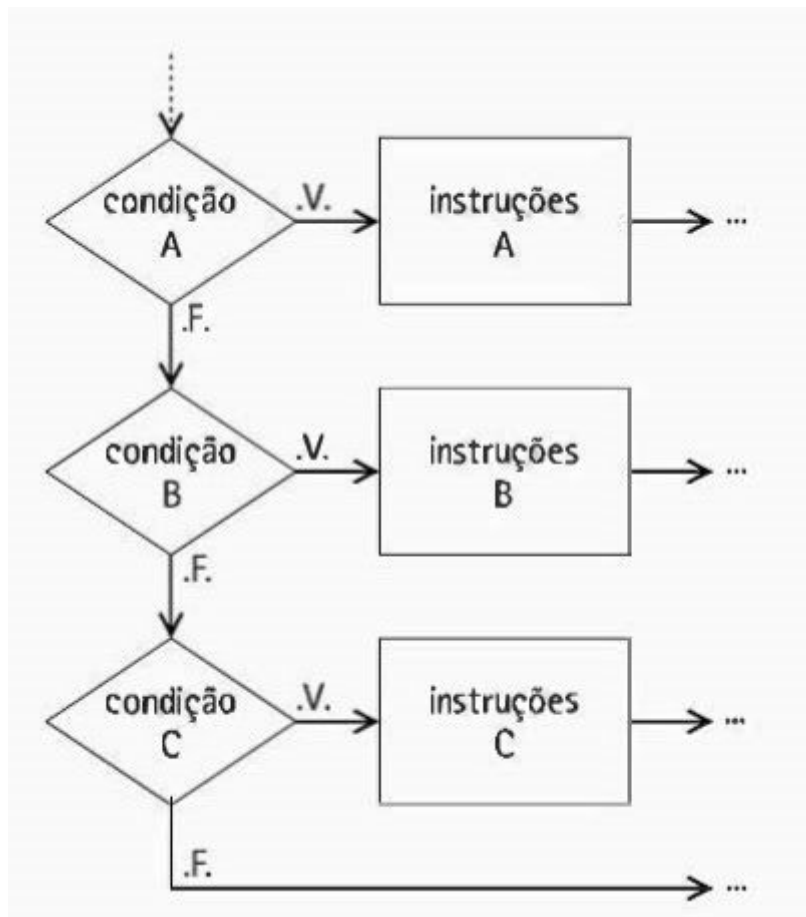 condição
A
.V.
instruções
A
...
.F.
condição
B
.V.
instruções
B
...
.F.
condição
C
.V.
instruções
C
...
.F.
...